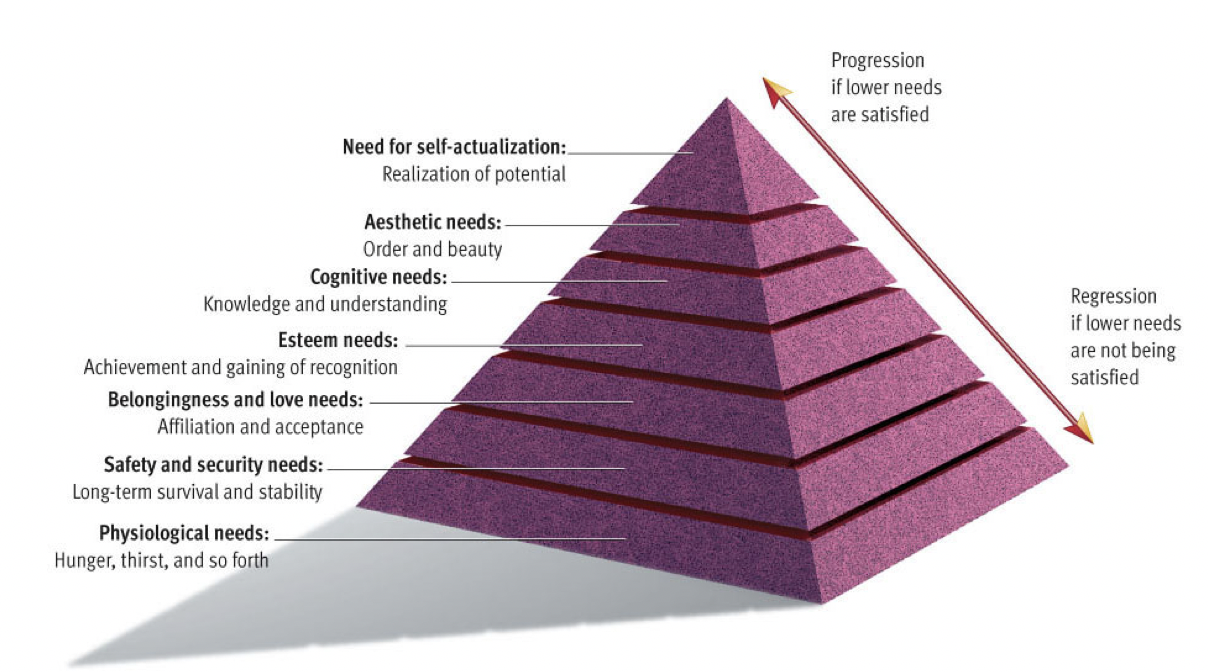 Progression
if lower needs
are satisfied
Need for self-actualization:
Realization of potential
Aesthetic needs:
Order and beauty
Cognitive needs:
Knowledge and understanding
Regression
if lower needs
are not being
satisfied
Esteem needs:
Achievement and gaining of recognition
Belongingness and love needs:
Affiliation and acceptance
Safety and security needs:
Long-term survival and stability
Physiological needs:
Hunger, thirst, and so forth